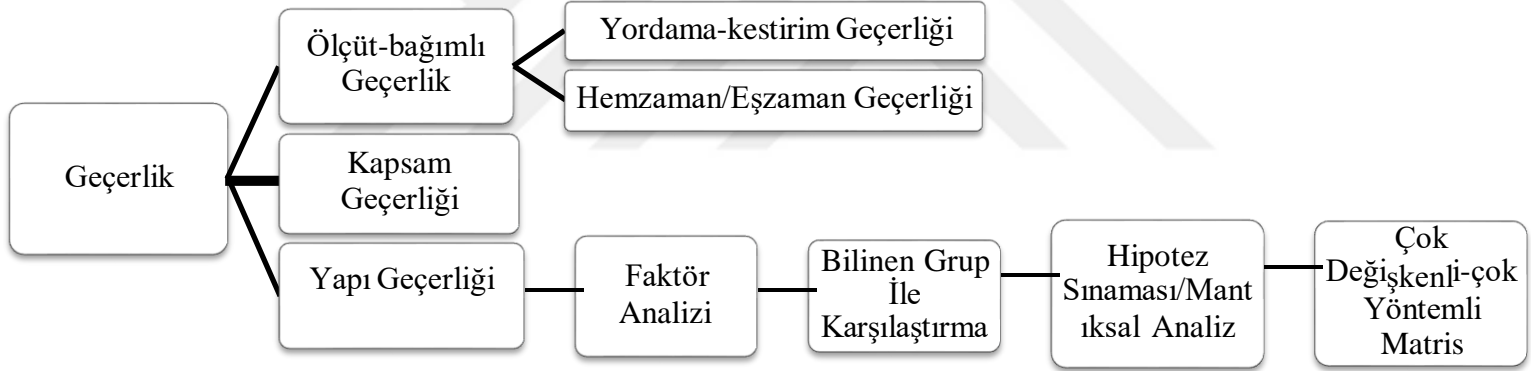 Geçerlik
Ölçüt-bağımlı
Geçerlik
Yordama-kestirim Geçerliği
Hemzaman/Eşzaman Geçerliği
Kapsam
Geçerliği
Yapı Geçerliği
Faktör
Analizi
Bilinen Grup
İle
Karşılaştırma
Hipotez
Sınaması/Mant
ıksal Analiz
Çok
Değişkenli-çok
Yöntemli
Matris